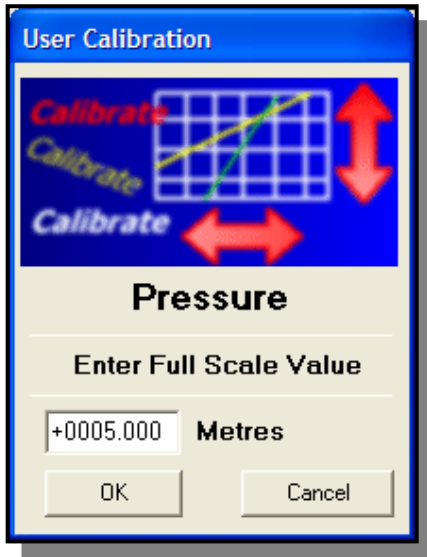 User Calibration
Calibrate
Calibrate
Calibrate
Pressure
Enter Full Scale Value
+0005.000 Metres
OK Cancel